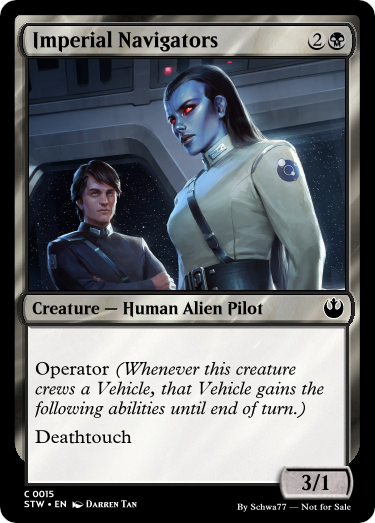 Imperial Navigators 2
Creature — Human Alien Pilot
Operator (Whenever this creature
crews a Vehicle, that Vehicle gains the
following abilities until end of turn.)
Deathtouch
3/1
C 0015
STW • EN Darren Tan
By Schwa77 — Not for Sale